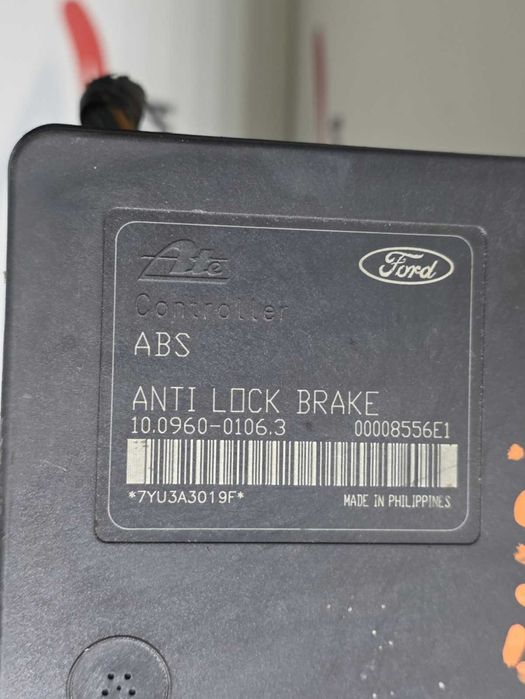 Ate
Ford
Controller
ABS
ANTI LOCK BRAKE
10.0960-0106.3 00008556E1
*7YU3A3019F* MADE IN PHILIPPINES